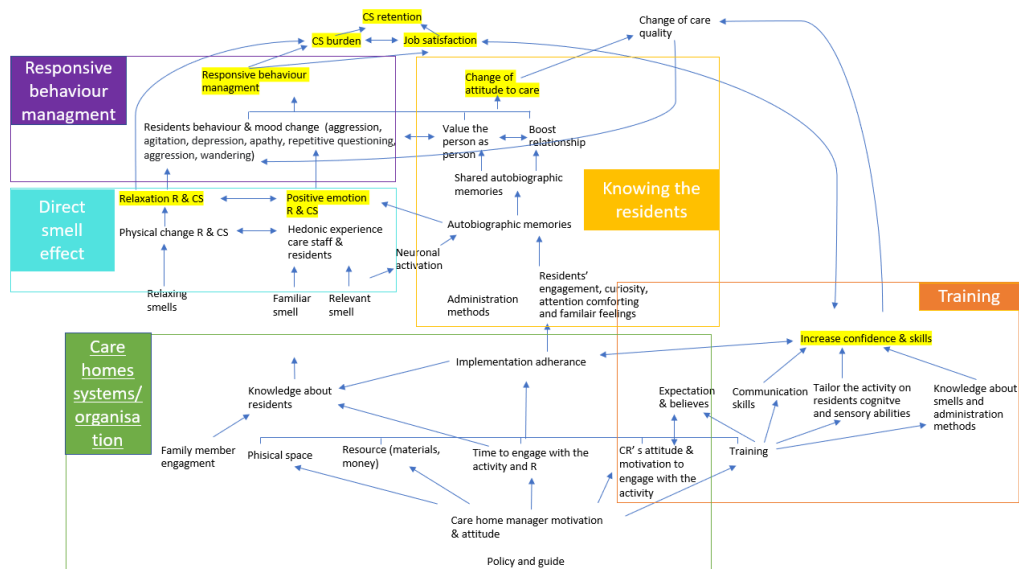 CS retention
Change of care
quality
CS burden
Job satisfaction
Responsive
behaviour
managment
Responsive behaviour
managment
Change of
attitude to care
Residents behaviour & mood change (aggression,
agitation, depression, apathy, repetitive questioning,
aggression, wandering)
Value the
person as
person
Boost
relationship
Shared autobiographic
memories
Knowing the
residents
Direct
smell
effect
Relaxation R & CS
Positive emotion
R & CS
Physical change R & CS
Hedonic experience
care staff &
residents
Autobiographic memories
Neuronal
activation
Relaxing
smells
Familiar
smell
Relevant
smell
Administration
methods
Residents'
engagement, curiosity,
attention comforting
and familair feelings
Training
Care
homes
systems/
organisa
tion
Implementation adherance
Increase confidence & skills
Knowledge about
residents
Expectation
& believes
Communication
skills
Tailor the activity on
residents cognitve
and sensory abilities
Knowledge about
smells and
administration
methods
Family member
engagment
Phisical space
Resource (materials,
money)
Time to engage with the
activity and R
CR' s attitude &
motivation to
engage with the
activity
Training
Care home manager motivation
& attitude
Policy and guide